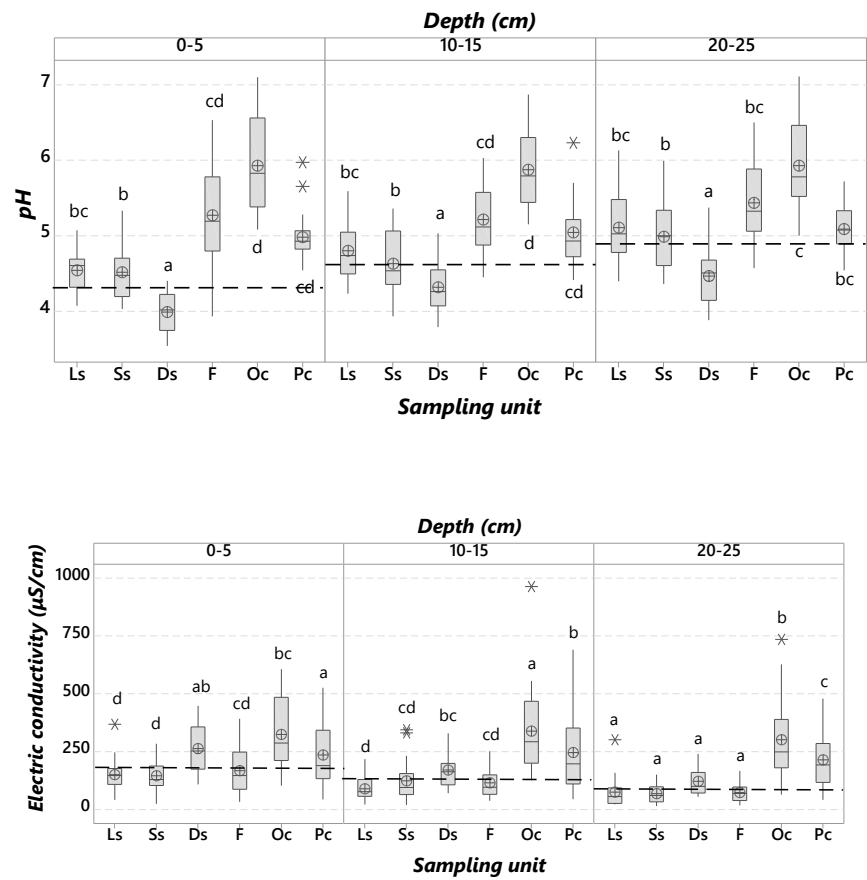 Depth (cm)
0-5 10-15 20-25
7
6
5
4
pH
bc b a cd d cd
bc b a cd d cd
bc b a bc c bc
Ls Ss Ds F Oc Pc Ls Ss Ds F Oc Pc Ls Ss Ds F Oc Pc
Sampling unit
Depth (cm)
0-5 10-15 20-25
1000
750
500
250
0
Electric conductivity (µS/cm)
d d ab cd bc a
d cd bc cd a b
a a a a b c
Ls Ss Ds F Oc Pc Ls Ss Ds F Oc Pc Ls Ss Ds F Oc Pc
Sampling unit